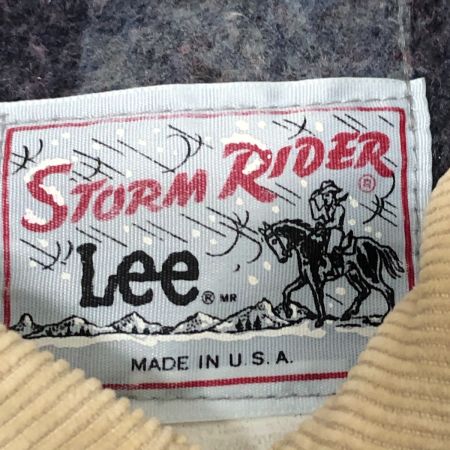 STORM RIDER ®
Lee ® MR
MADE IN U.S.A.